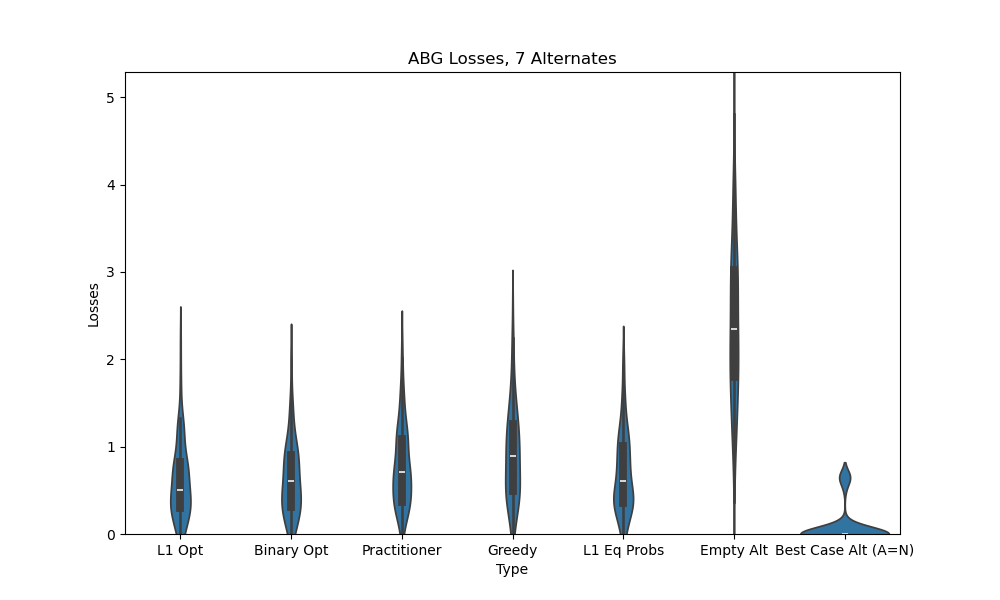 ABG Losses, 7 Alternates
Losses
5
4
3
2
1
0
L1 Opt
Binary Opt
Practitioner
Greedy
L1 Eq Probs
Empty Alt
Best Case Alt (A=N)
Type